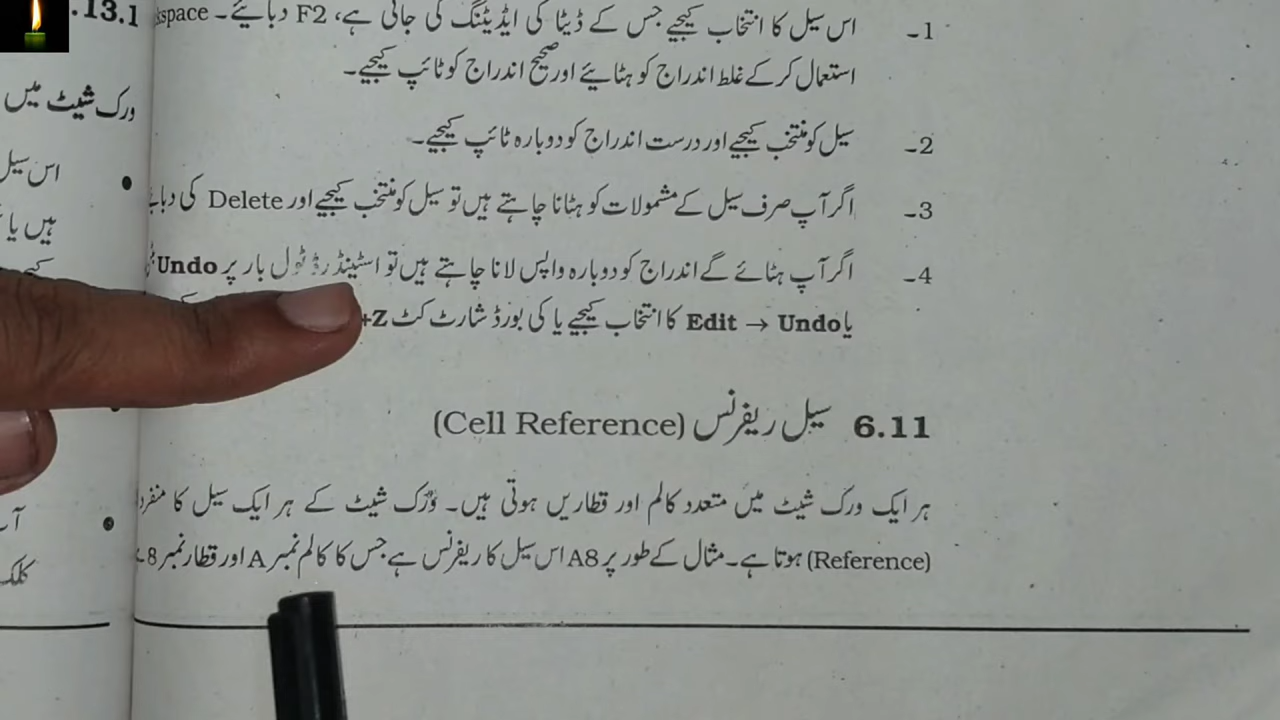 1۔ اس سیل کا انتخاب کیجیے جس کے ڈیٹا کی ایڈیٹنگ کی جانی ہے، F2 دبائیے۔ kspace
استعمال کر کے غلط اندراج کو ہٹائیے اور صحیح اندراج کو ٹائپ کیجیے۔
2۔ سیل کو منتخب کیجیے اور درست اندراج کو دوبارہ ٹائپ کیجیے۔
3۔ اگر آپ صرف سیل کے مشمولات کو ہٹانا چاہتے ہیں تو سیل کو منتخب کیجیے اور Delete کی
4۔ اگر آپ ہٹائے گے اندراج کو دوبارہ واپس لانا چاہتے ہیں تو اسٹینڈرڈ ٹول بار پر Undo
یا Edit → Undo کا انتخاب کیجیے یا کی بورڈ شارٹ کٹ +Z
6.11 سیل ریفرنس (Cell Reference)
ہر ایک ورک شیٹ میں متعدد کالم اور قطاریں ہوتی ہیں۔ وَرْک شیٹ کے ہر ایک سیل کا
(Reference) ہوتا ہے۔ مثال کے طور پر A8 اس سیل کا ریفرنس ہے جس کا کالم نمبر A اور قطار نمبر 8
.13.1
ورک شیٹ میں
• اس سیل
ہیں یا
• آپ
کلک